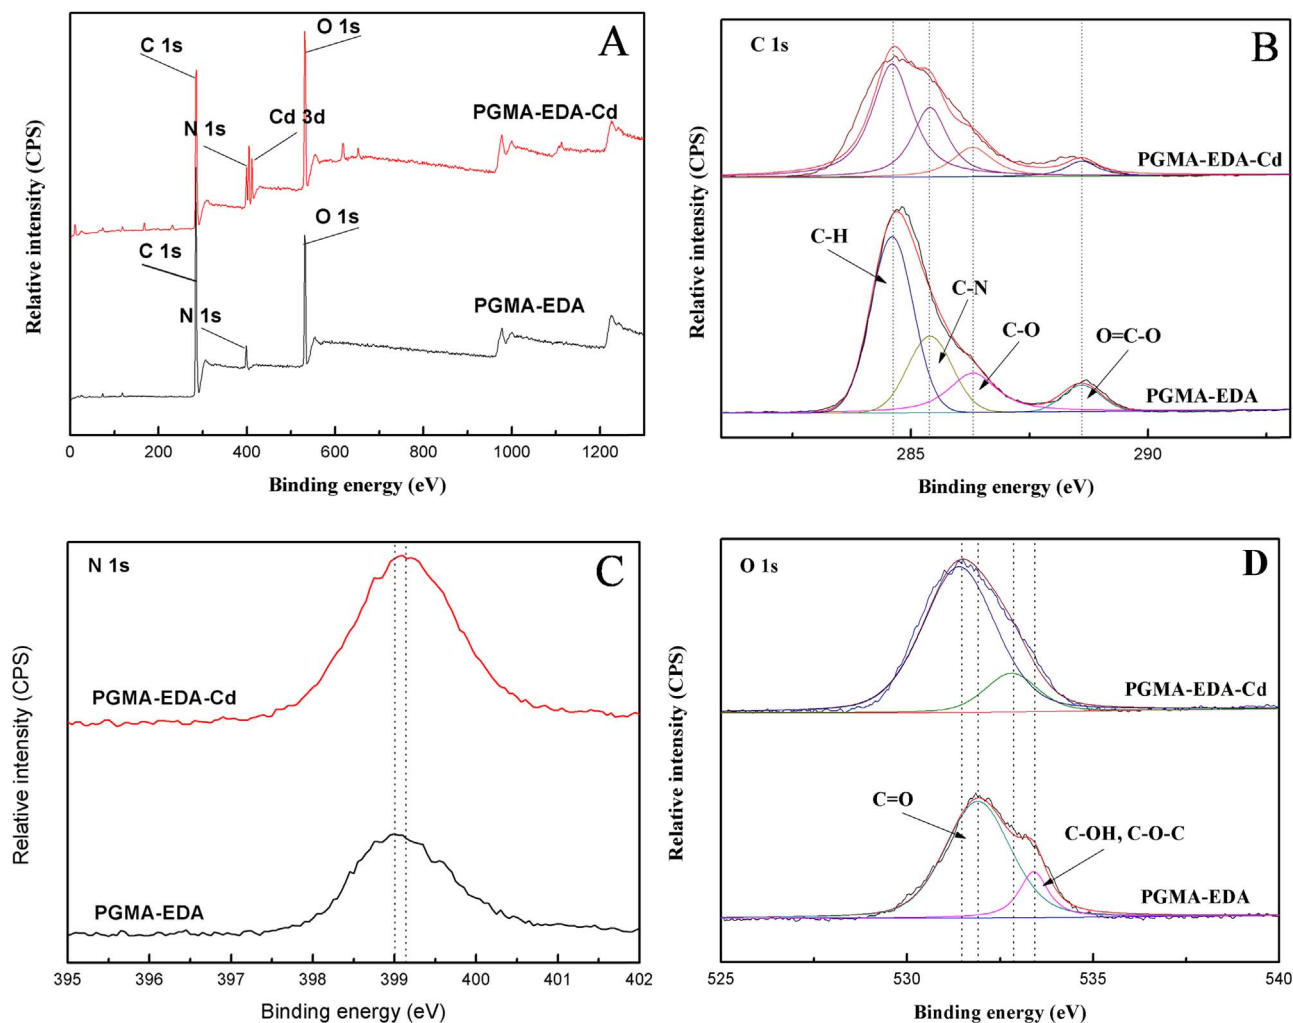 A
C 1s
O 1s
N 1s
Cd 3d
PGMA-EDA-Cd
C 1s
O 1s
N 1s
PGMA-EDA
Relative intensity (CPS)
0 200 400 600 800 1000 1200
Binding energy (eV)
C 1s
B
PGMA-EDA-Cd
C-H
C-N
C-O
O=C-O
PGMA-EDA
Relative intensity (CPS)
285 290
Binding energy (eV)
N 1s
C
PGMA-EDA-Cd
PGMA-EDA
Relative intensity (CPS)
395 396 397 398 399 400 401 402
Binding energy (eV)
O 1s
D
PGMA-EDA-Cd
C=O
C-OH, C-O-C
PGMA-EDA
Relative intensity (CPS)
525 530 535 540
Binding energy (eV)